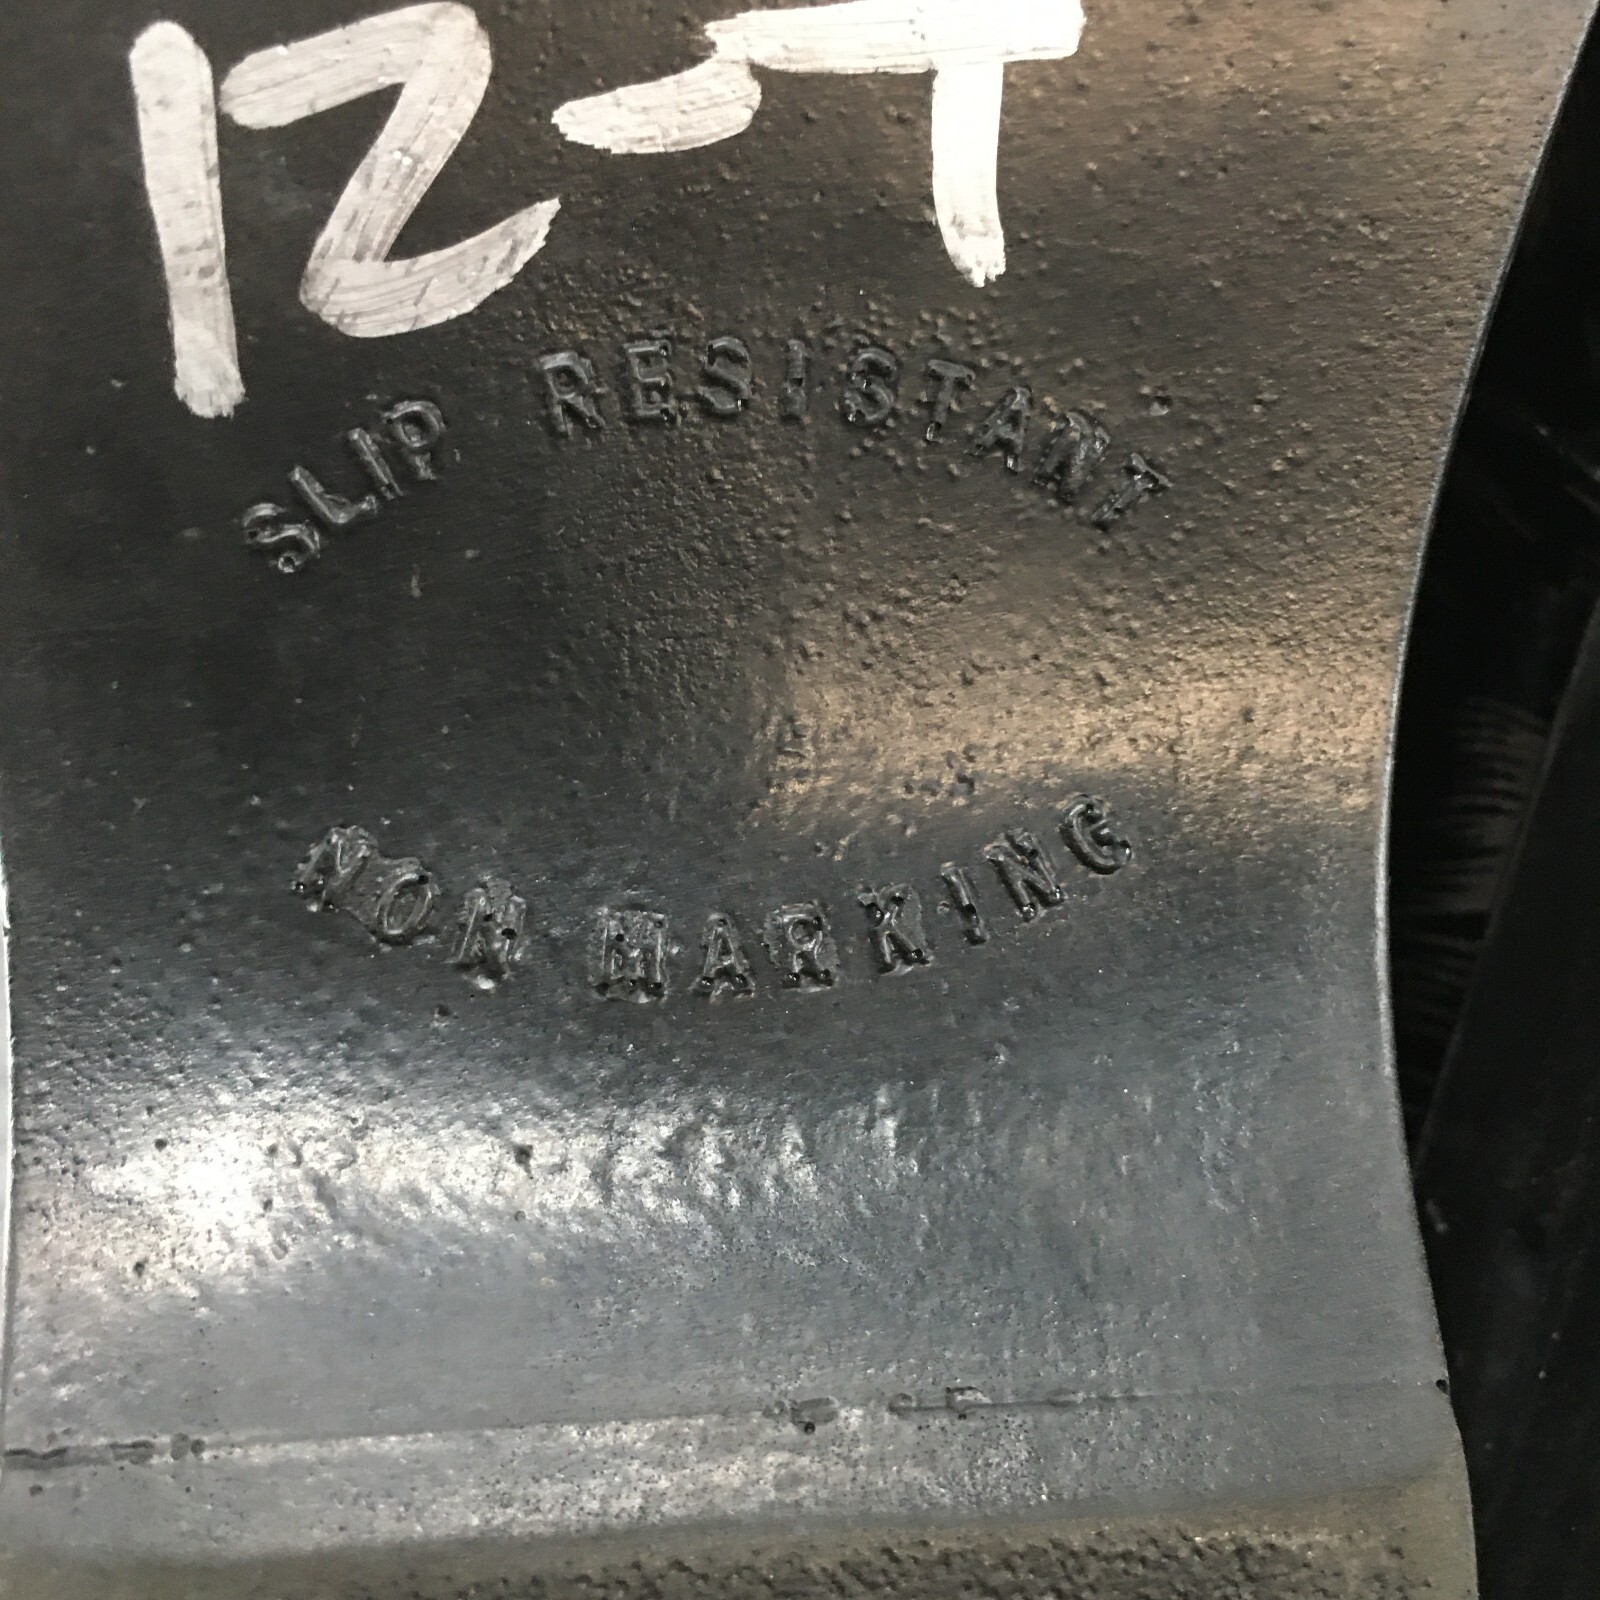 12-T
SLIP RESISTANT
NON MARKING